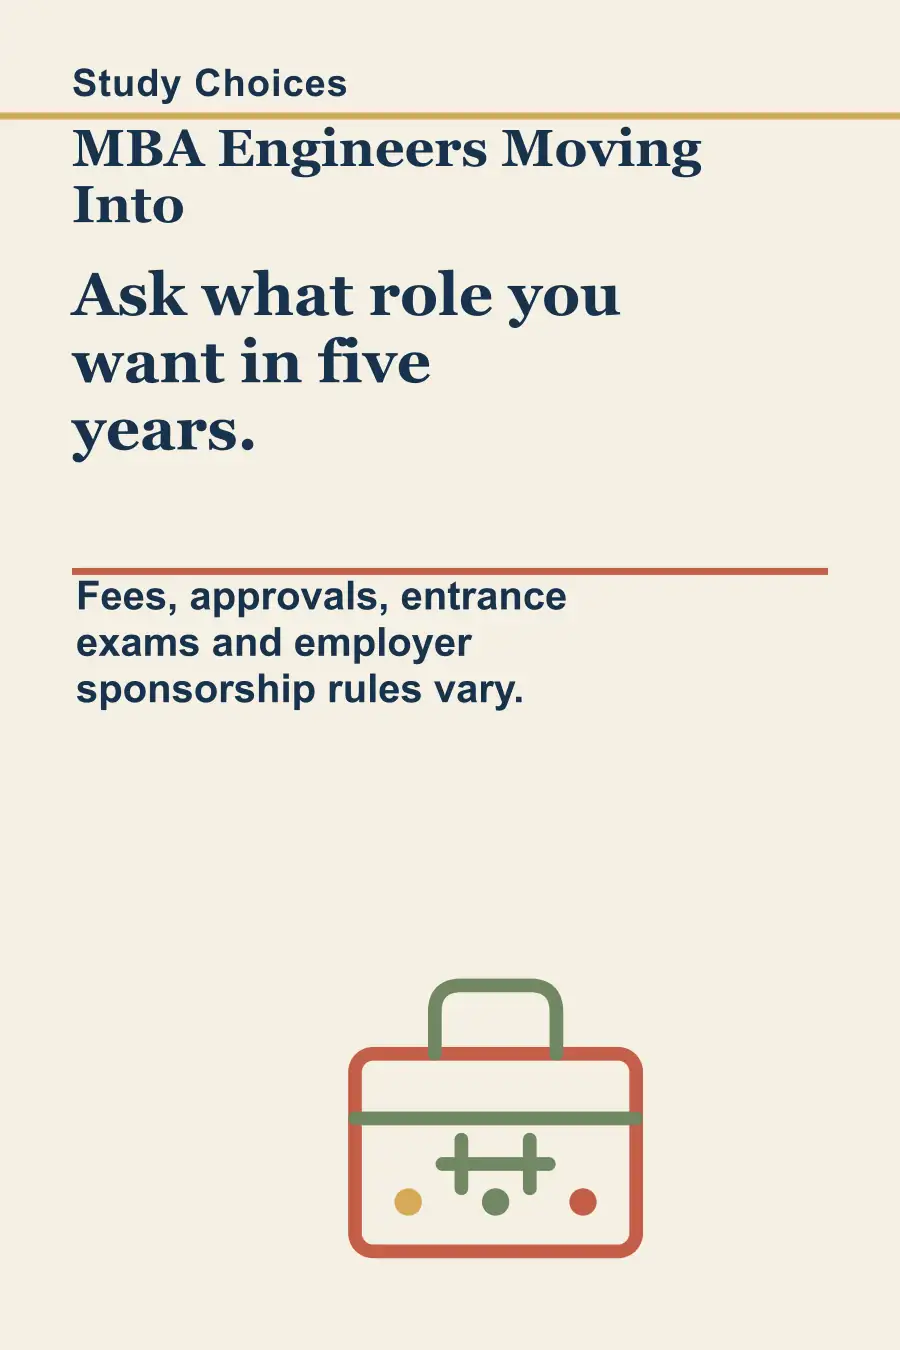 Study Choices
MBA Engineers Moving
Into
Ask what role you
want in five
years.
Fees, approvals, entrance
exams and employer
sponsorship rules vary.